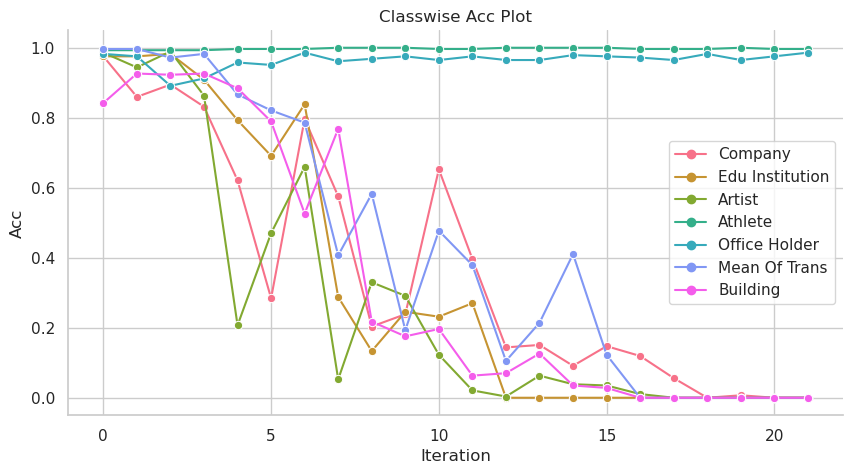 Classwise Acc Plot
1.0
0.8
0.6
0.4
0.2
0.0
Acc
Company
Edu Institution
Artist
Athlete
Office Holder
Mean Of Trans
Building
0 5 10 15 20
Iteration